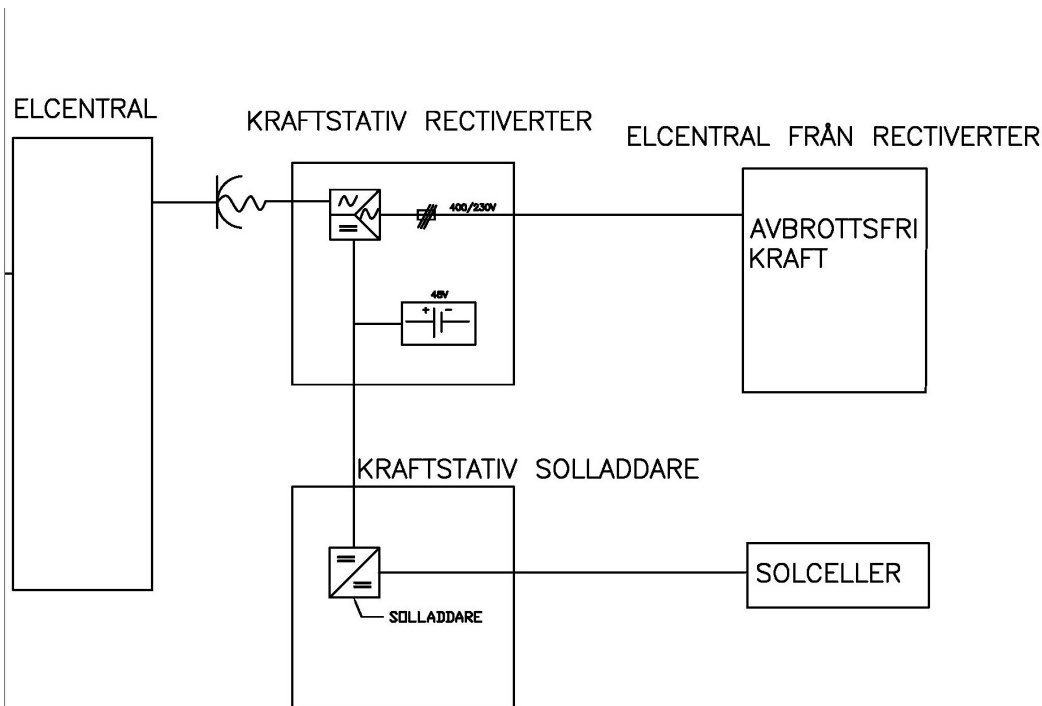 ELCENTRAL
KRAFTSTATIV RECTIVERTER
ELCENTRAL FRÅN RECTIVERTER
400/230V
AVBROTTSFRI
KRAFT
48V
+ -
KRAFTSTATIV SOLLADDARE
SOLCELLER
SOLLADDARE